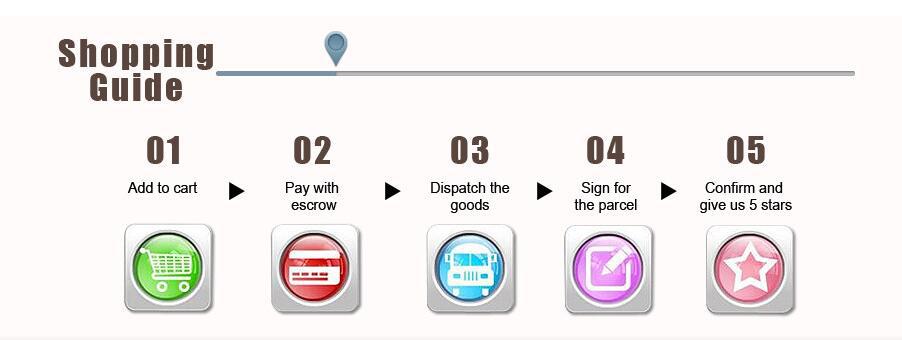 Shopping
Guide
01
02
03
04
05
Add to cart
Pay with
escrow
Dispatch the
goods
Sign for
the parcel
Confirm and
give us 5 stars